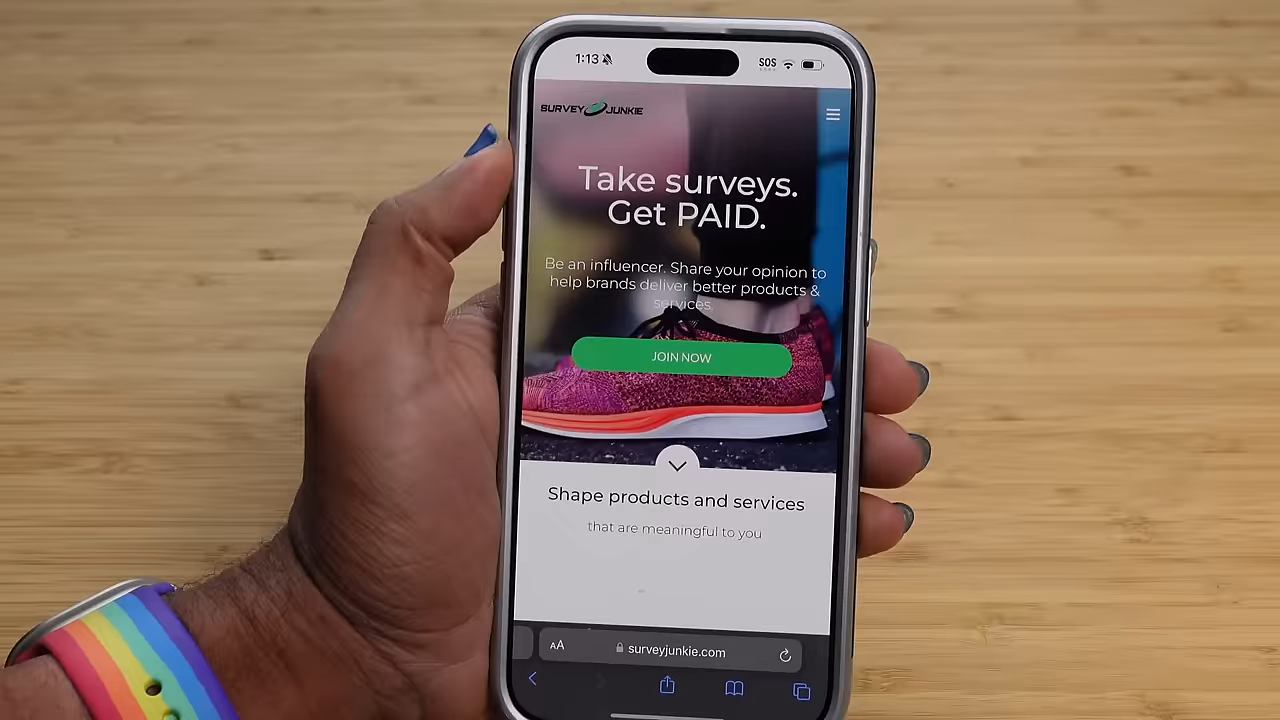 1:13
SOS
SURVEY JUNKIE
Take surveys.
Get PAID.
Be an influencer. Share your opinion to
help brands deliver better products &
services.
JOIN NOW
Shape products and services
that are meaningful to you
AA
surveyjunkie.com